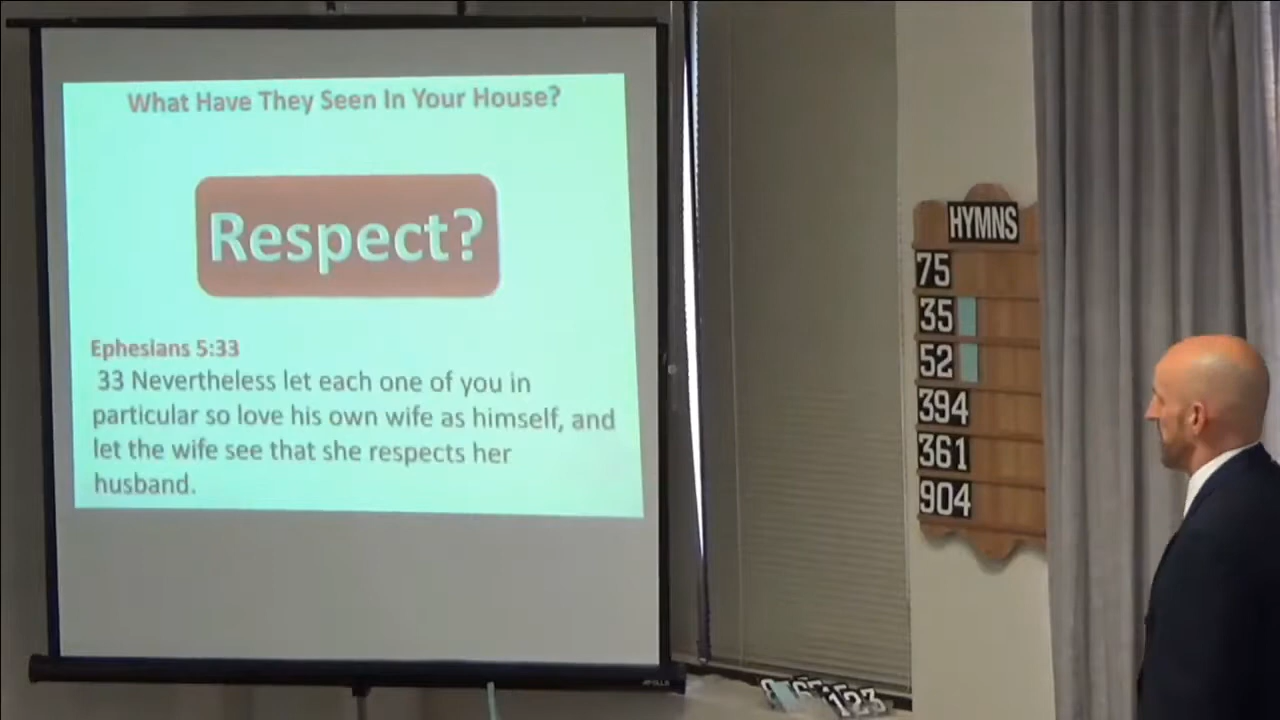 What Have They Seen In Your House?
Respect?
Ephesians 5:33
33 Nevertheless let each one of you in
particular so love his own wife as himself, and
let the wife see that she respects her
husband.
HYMNS
75
35
52
394
361
904
APOLLO
123